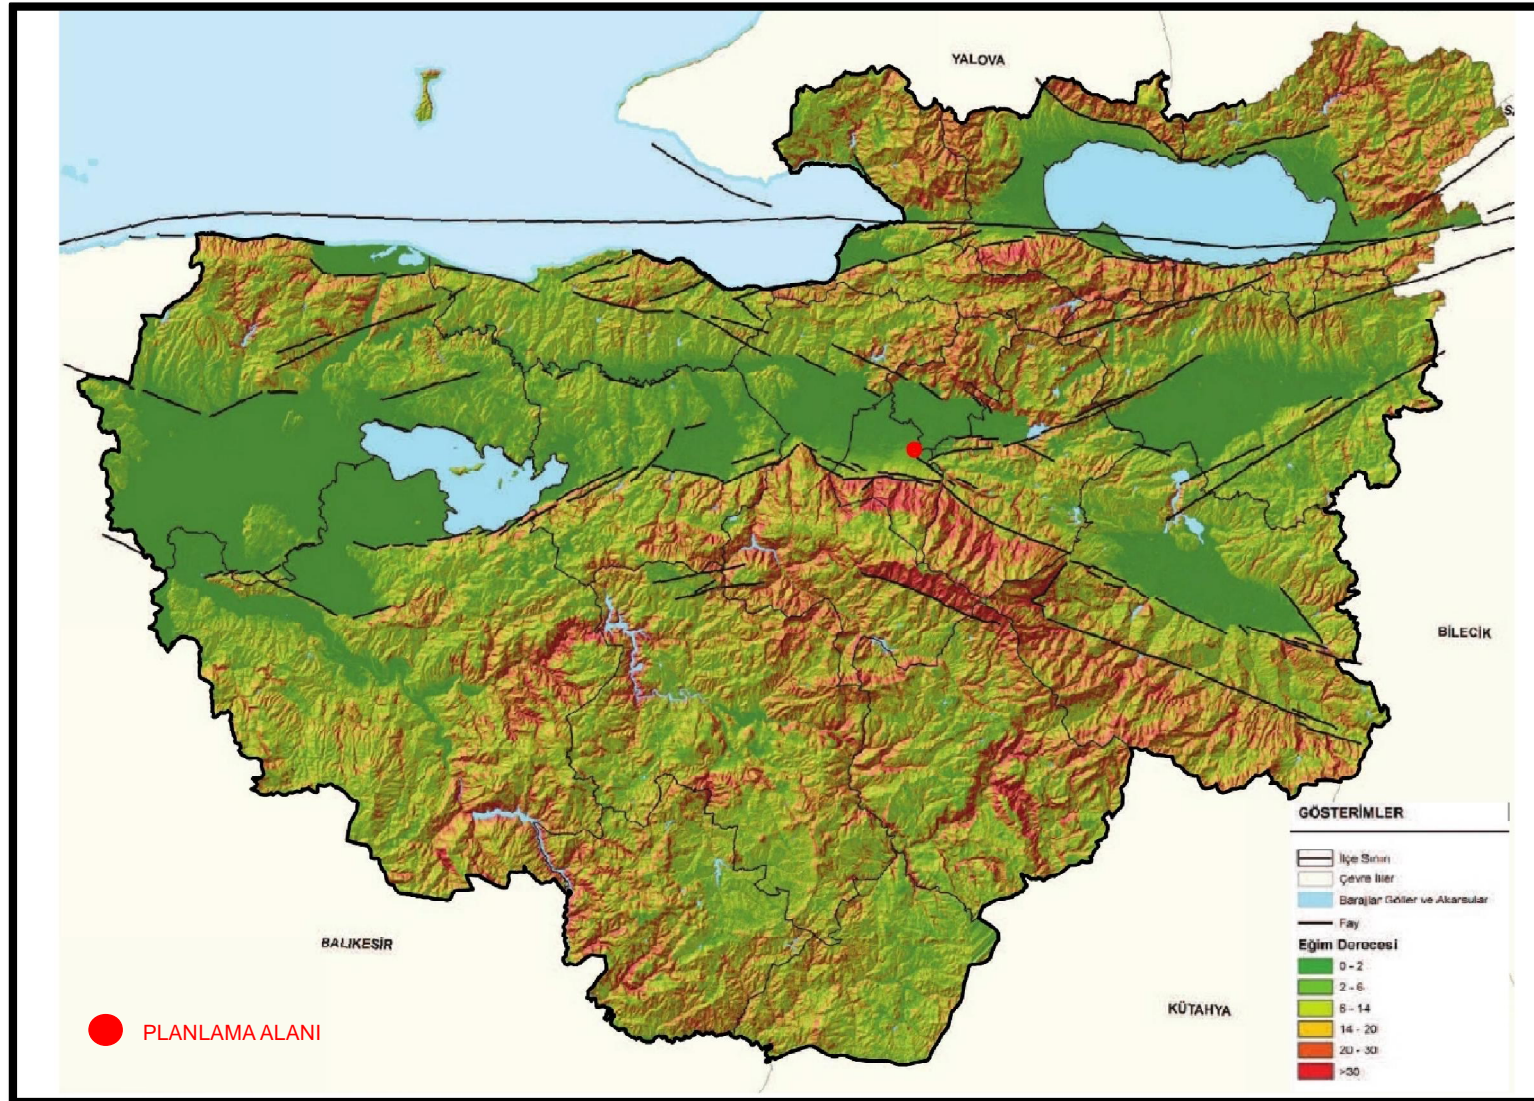 YALOVA
SA
BİLECİK
GÖSTERİMLER
İlçe Sınırı
Çevre İller
Barajlar Göller ve Akarsular
Fay
Eğim Derecesi
0 - 2
2 - 6
6 - 14
14 - 20
20 - 30
>30
BALIKESİR
KÜTAHYA
PLANLAMA ALANI